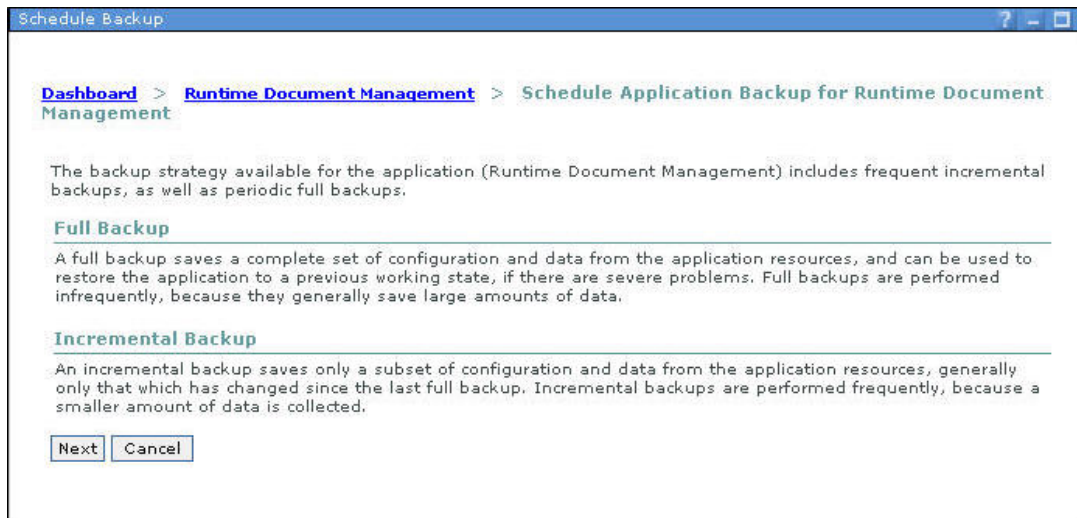 Schedule Backup
Dashboard > Runtime Document Management > Schedule Application Backup for Runtime Document
Management
The backup strategy available for the application (Runtime Document Management) includes frequent incremental
backups, as well as periodic full backups.
Full Backup
A full backup saves a complete set of configuration and data from the application resources, and can be used to
restore the application to a previous working state, if there are severe problems. Full backups are performed
infrequently, because they generally save large amounts of data.
Incremental Backup
An incremental backup saves only a subset of configuration and data from the application resources, generally
only that which has changed since the last full backup. Incremental backups are performed frequently, because a
smaller amount of data is collected.
Next Cancel